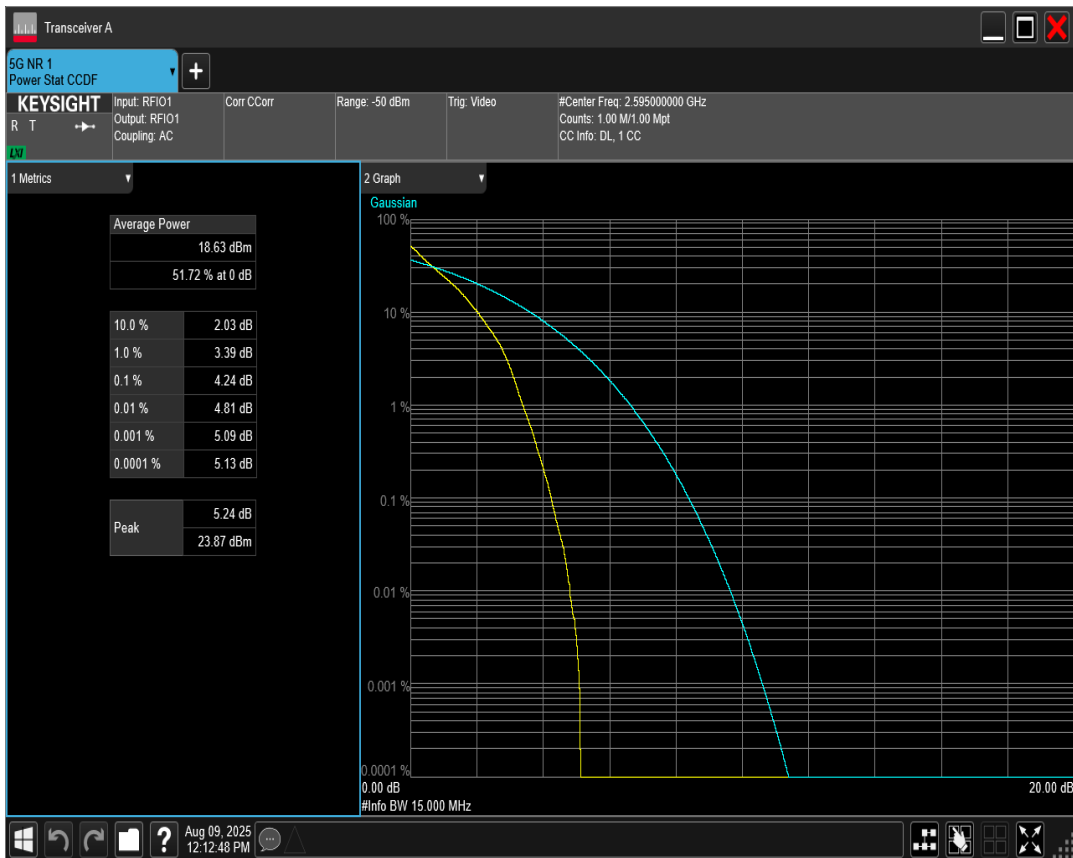 Transceiver A
5G NR 1
Power Stat CCDF
+
KEYSIGHT
R T
LXI
Input: RFIO1
Output: RFIO1
Coupling: AC
Corr CCorr
Range: -50 dBm
Trig: Video
#Center Freq: 2.595000000 GHz
Counts: 1.00 M/1.00 Mpt
CC Info: DL, 1 CC
1 Metrics
Average Power
18.63 dBm
51.72 % at 0 dB
10.0 % 2.03 dB
1.0 % 3.39 dB
0.1 % 4.24 dB
0.01 % 4.81 dB
0.001 % 5.09 dB
0.0001 % 5.13 dB
Peak
5.24 dB
23.87 dBm
2 Graph
Gaussian
100 %
10 %
1 %
0.1 %
0.01 %
0.001 %
0.0001 %
0.00 dB 20.00 dB
#Info BW 15.000 MHz
?
Aug 09, 2025
12:12:48 PM